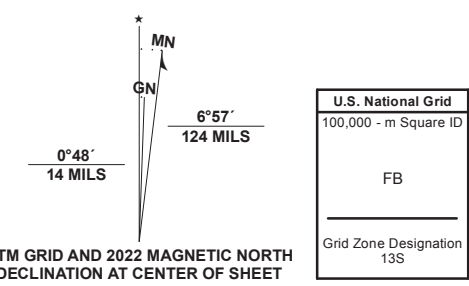 ★
MN
GN
6°57´
124 MILS
0°48´
14 MILS
TM GRID AND 2022 MAGNETIC NORTH
DECLINATION AT CENTER OF SHEET
U.S. National Grid
100,000 - m Square ID
FB
Grid Zone Designation
13S